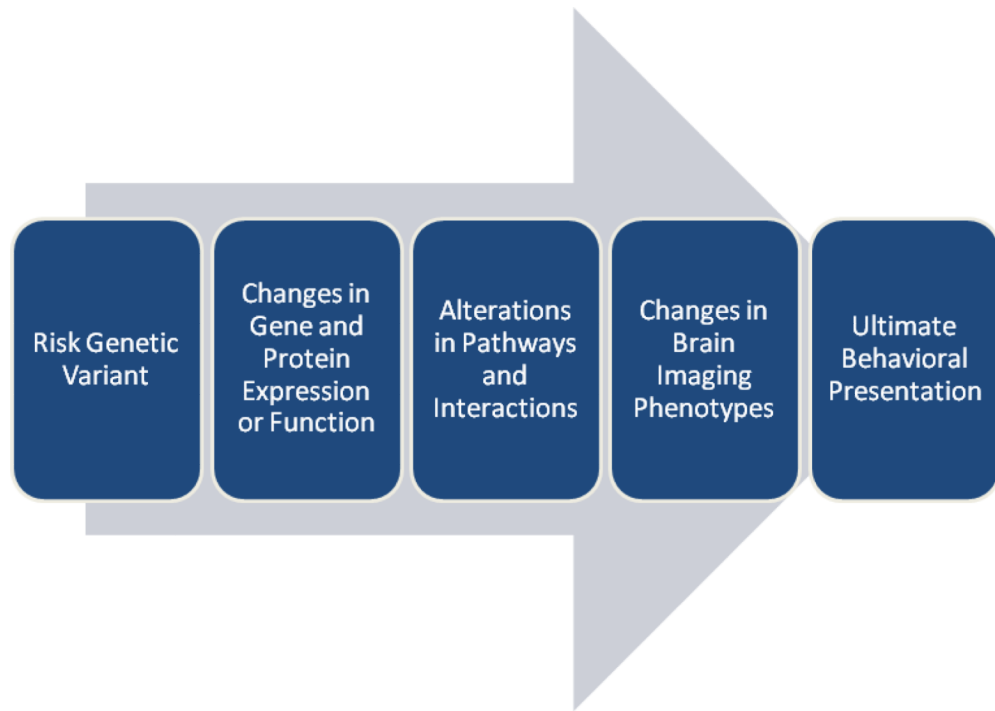 Risk Genetic
Variant
Changes in
Gene and
Protein
Expression
or Function
Alterations
in Pathways
and
Interactions
Changes in
Brain
Imaging
Phenotypes
Ultimate
Behavioral
Presentation